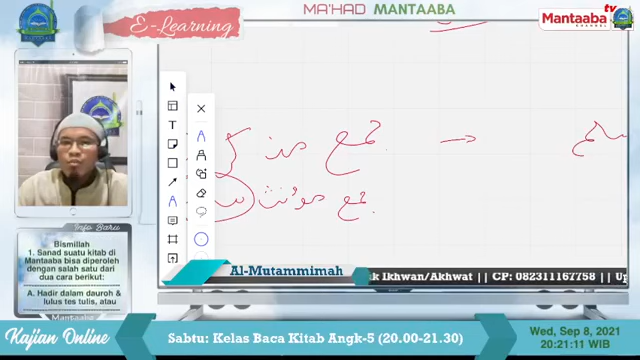 MA'HAD MANTAABA
E-Learning
Mantaaba tv
جمع مذ
جمع مؤنث
سالم
Info Baru
Bismillah
1. Sanad suatu kitab di
Mantaaba bisa diperoleh
dengan salah satu dari
dua cara berikut:
A. Hadir dalam dauroh &
lulus tes tulis, atau
Al-Mutammimah
k Ikhwan/Akhwat || CP: 082311167758 || Up
Kajian Online
Sabtu: Kelas Baca Kitab Angk-5 (20.00-21.30)
Wed, Sep 8, 2021
20:21:11 WIB